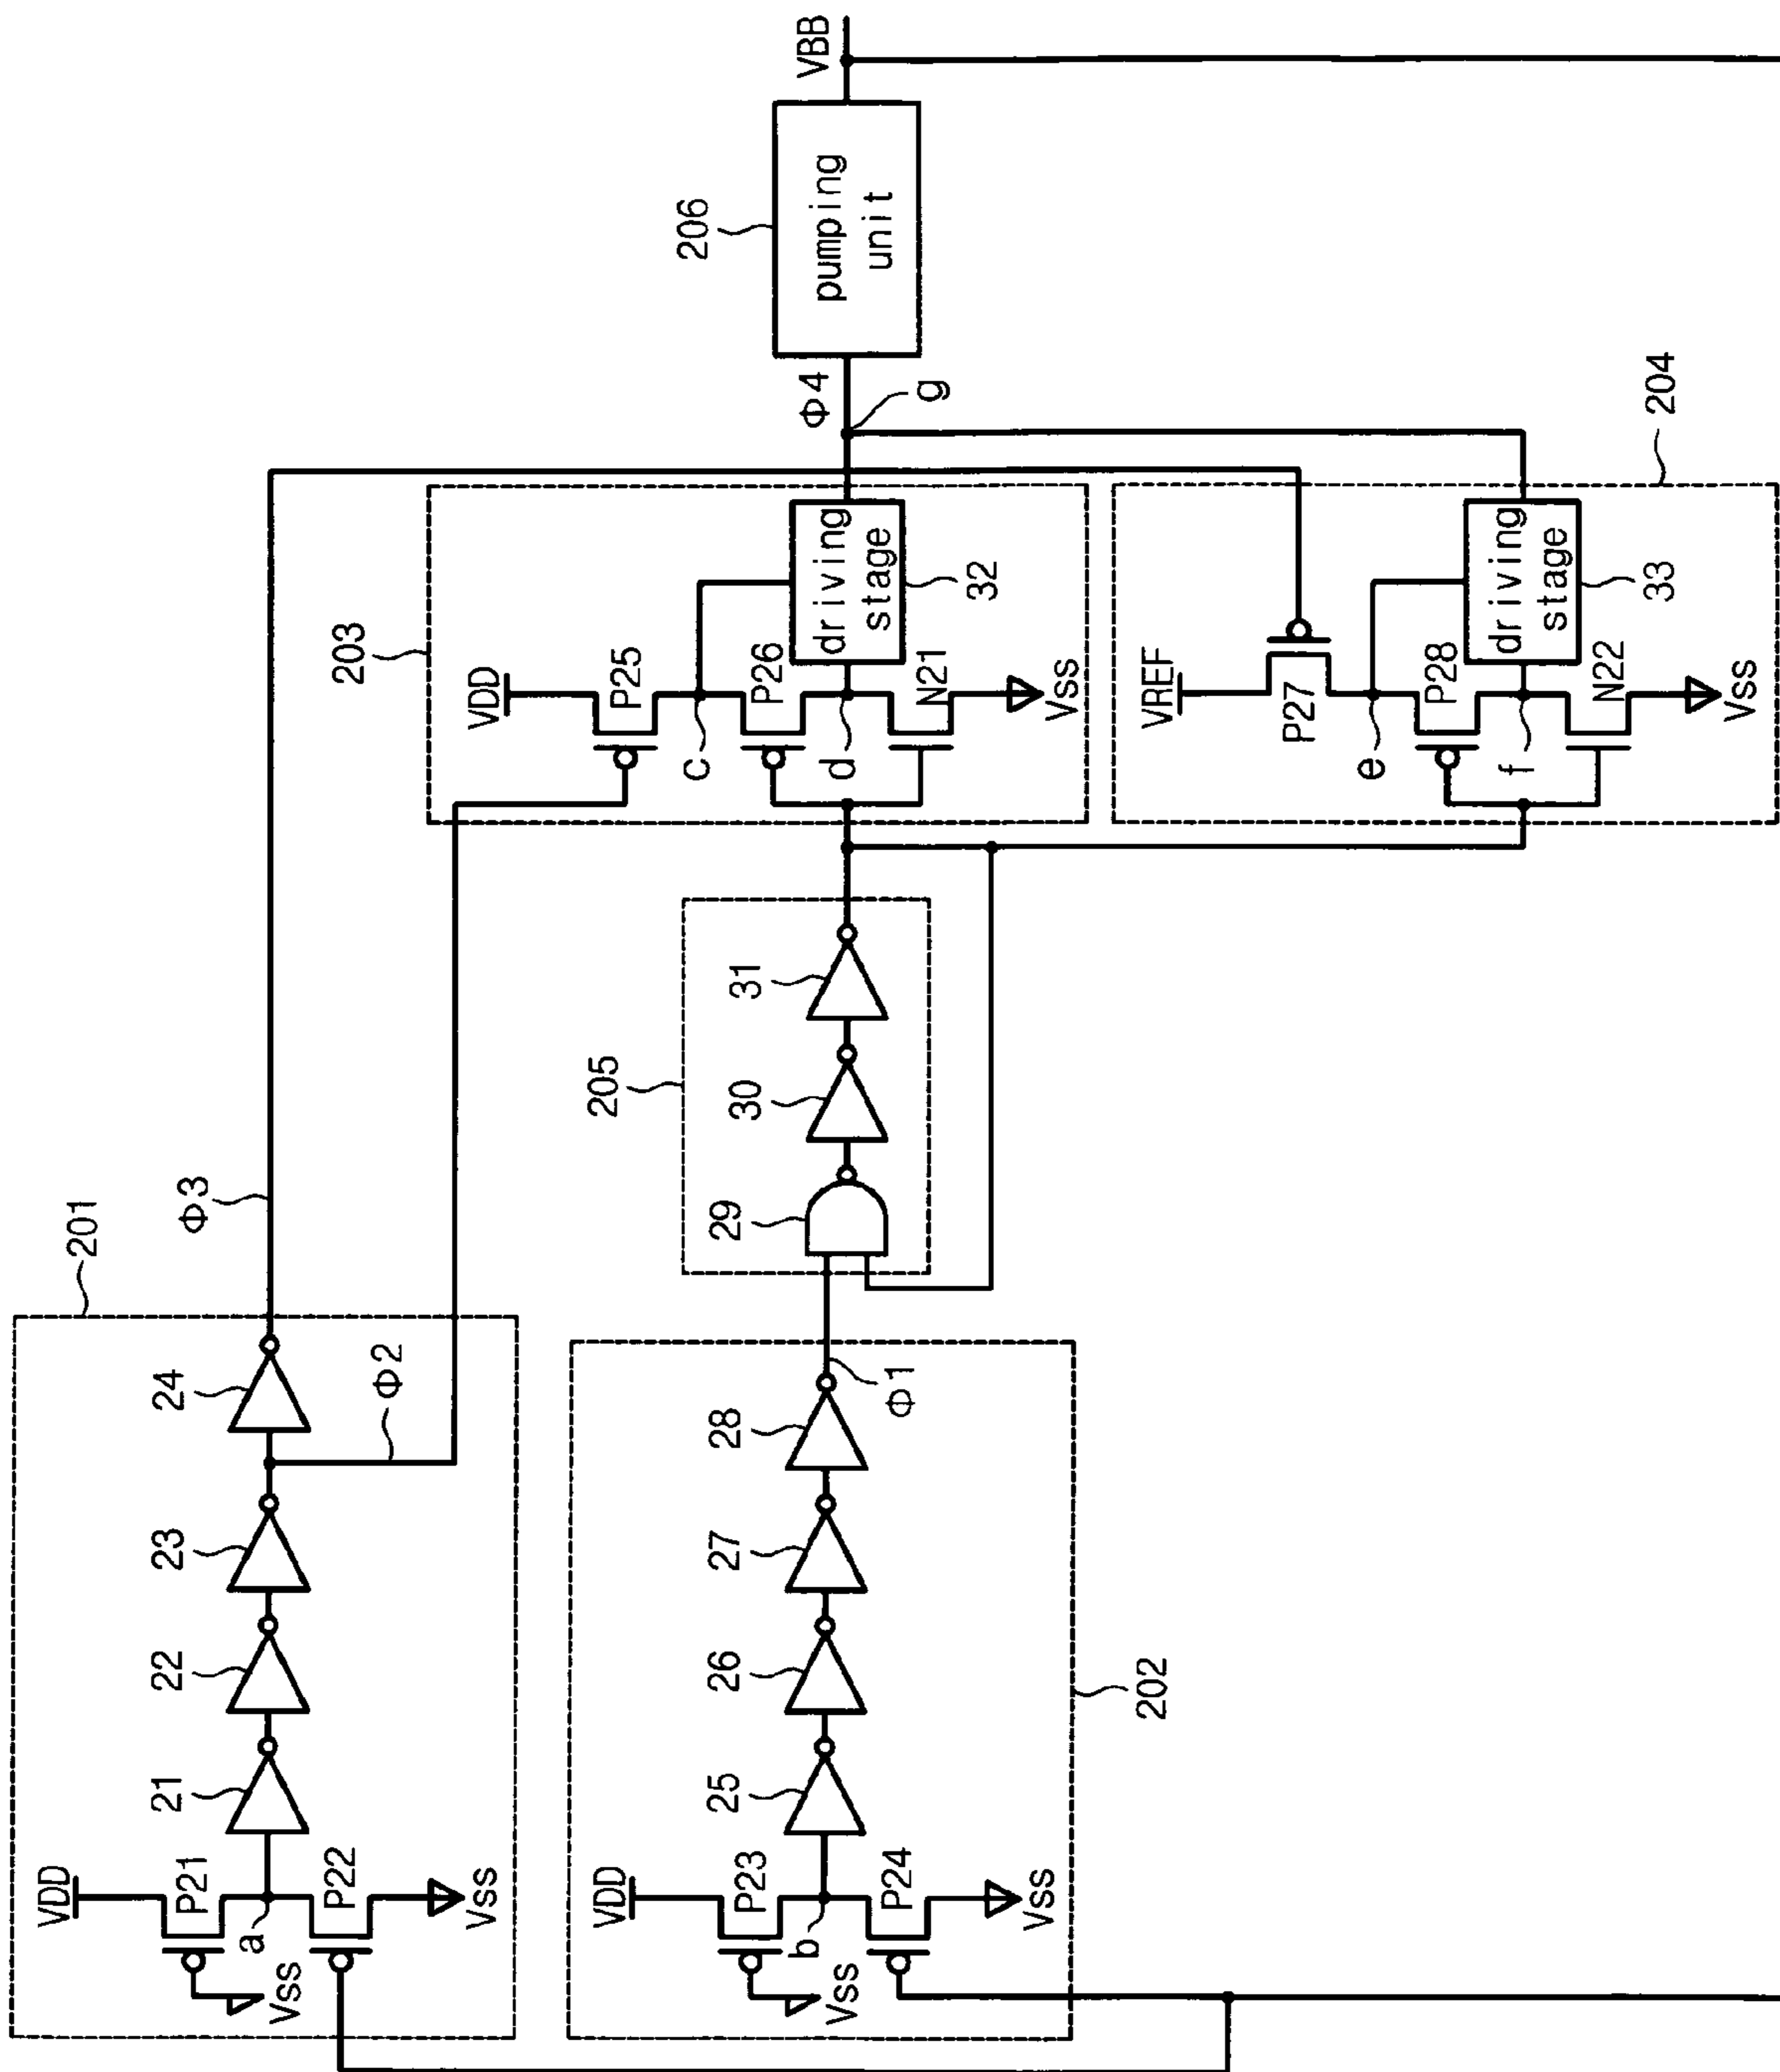 201
VDD
P21
a
Vss
P22
Vss
21
22
23
24
Φ2
Φ3
202
VDD
P23
b
Vss
P24
Vss
25
26
27
28
Φ1
205
29
30
31
203
VDD
P25
c
P26
d
N21
Vss
driving
stage
32
204
VREF
P27
e
P28
f
N22
Vss
driving
stage
33
Φ4
g
206
pumping
unit
VBB